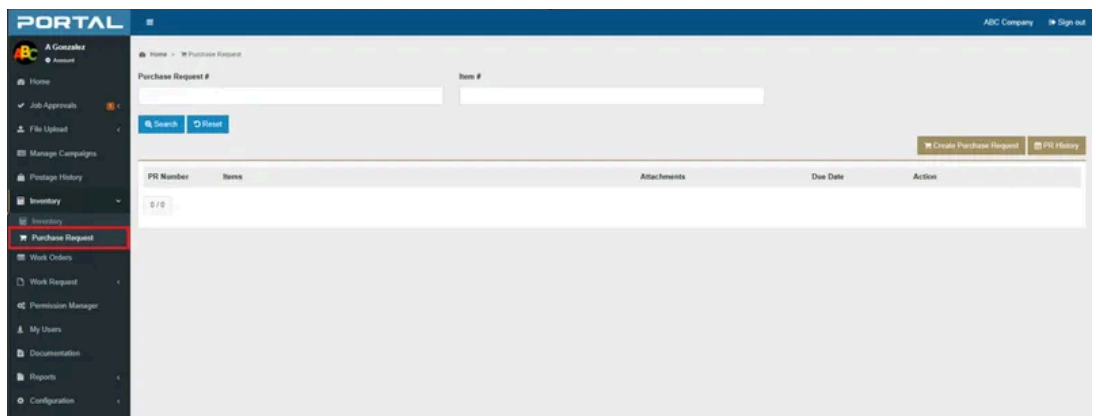 PORTAL
ABC Company Sign out
ABC
A Gonzalez
Account
Home > Purchase Request
Home
Job Approvals
File Upload
Manage Campaigns
Postage History
Inventory
Inventory
Purchase Request
Work Orders
Work Request
Permission Manager
My Users
Documentation
Reports
Configuration
Purchase Request # Item #
Search Reset
Create Purchase Request PR History
PR Number Items Attachments Due Date Action
0 / 0